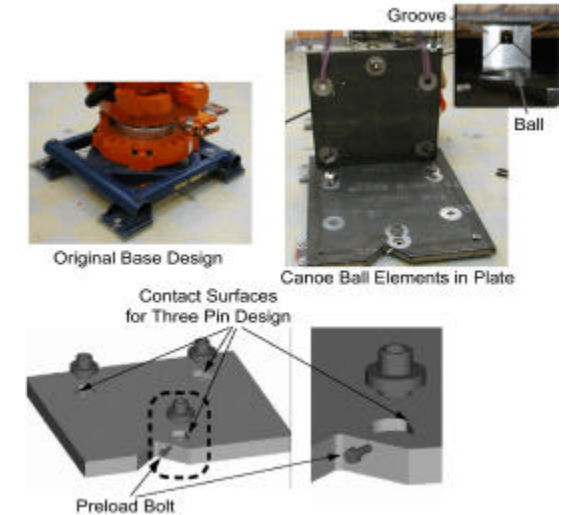 Groove
Ball
Original Base Design
Canoe Ball Elements in Plate
Contact Surfaces
for Three Pin Design
Preload Bolt